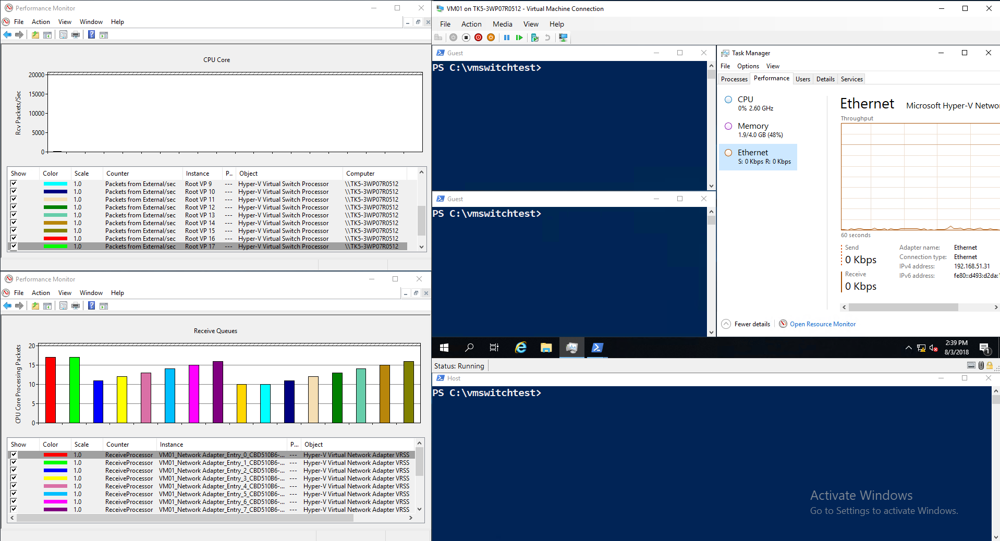 Performance Monitor
File Action View Window Help
CPU Core
Rcv Packets/Sec
20000
15000
10000
5000
0
Show Color Scale Counter Instance P.. Object Computer
1.0 Packets from External/sec Root VP 9 --- Hyper-V Virtual Switch Processor \\TK5-3WP07R0512
1.0 Packets from External/sec Root VP 10 --- Hyper-V Virtual Switch Processor \\TK5-3WP07R0512
1.0 Packets from External/sec Root VP 11 --- Hyper-V Virtual Switch Processor \\TK5-3WP07R0512
1.0 Packets from External/sec Root VP 12 --- Hyper-V Virtual Switch Processor \\TK5-3WP07R0512
1.0 Packets from External/sec Root VP 13 --- Hyper-V Virtual Switch Processor \\TK5-3WP07R0512
1.0 Packets from External/sec Root VP 14 --- Hyper-V Virtual Switch Processor \\TK5-3WP07R0512
1.0 Packets from External/sec Root VP 15 --- Hyper-V Virtual Switch Processor \\TK5-3WP07R0512
1.0 Packets from External/sec Root VP 16 --- Hyper-V Virtual Switch Processor \\TK5-3WP07R0512
1.0 Packets from External/sec Root VP 17 --- Hyper-V Virtual Switch Processor \\TK5-3WP07R0512
Performance Monitor
File Action View Window Help
Receive Queues
CPU Core Processing Packets
20
15
10
5
0
Show Color Scale Counter Instance P... Object
1.0 ReceiveProcessor VM01_Network Adapter_Entry_0_CBD510B6-... --- Hyper-V Virtual Network Adapter VRSS
1.0 ReceiveProcessor VM01_Network Adapter_Entry_1_CBD510B6-... --- Hyper-V Virtual Network Adapter VRSS
1.0 ReceiveProcessor VM01_Network Adapter_Entry_2_CBD510B6-... --- Hyper-V Virtual Network Adapter VRSS
1.0 ReceiveProcessor VM01_Network Adapter_Entry_3_CBD510B6-... --- Hyper-V Virtual Network Adapter VRSS
1.0 ReceiveProcessor VM01_Network Adapter_Entry_4_CBD510B6-... --- Hyper-V Virtual Network Adapter VRSS
1.0 ReceiveProcessor VM01_Network Adapter_Entry_5_CBD510B6-... --- Hyper-V Virtual Network Adapter VRSS
1.0 ReceiveProcessor VM01_Network Adapter_Entry_6_CBD510B6-... --- Hyper-V Virtual Network Adapter VRSS
1.0 ReceiveProcessor VM01_Network Adapter_Entry_7_CBD510B6-... --- Hyper-V Virtual Network Adapter VRSS
VM01 on TK5-3WP07R0512 - Virtual Machine Connection
File Action Media View Help
Guest
PS C:\vmswitchtest>
Guest
PS C:\vmswitchtest>
Task Manager
File Options View
Processes Performance Users Details Services
CPU
0% 2.60 GHz
Memory
1.9/4.0 GB (48%)
Ethernet
S: 0 Kbps R: 0 Kbps
Ethernet Microsoft Hyper-V Netwo
Throughput
60 seconds
Send
0 Kbps
Receive
0 Kbps
Adapter name: Ethernet
Connection type: Ethernet
IPv4 address: 192.168.51.31
IPv6 address: fe80::d493:d2da:
Fewer details Open Resource Monitor
2:39 PM
8/3/2018
1
Status: Running
Host
PS C:\vmswitchtest>
Activate Windows
Go to Settings to activate Windows.